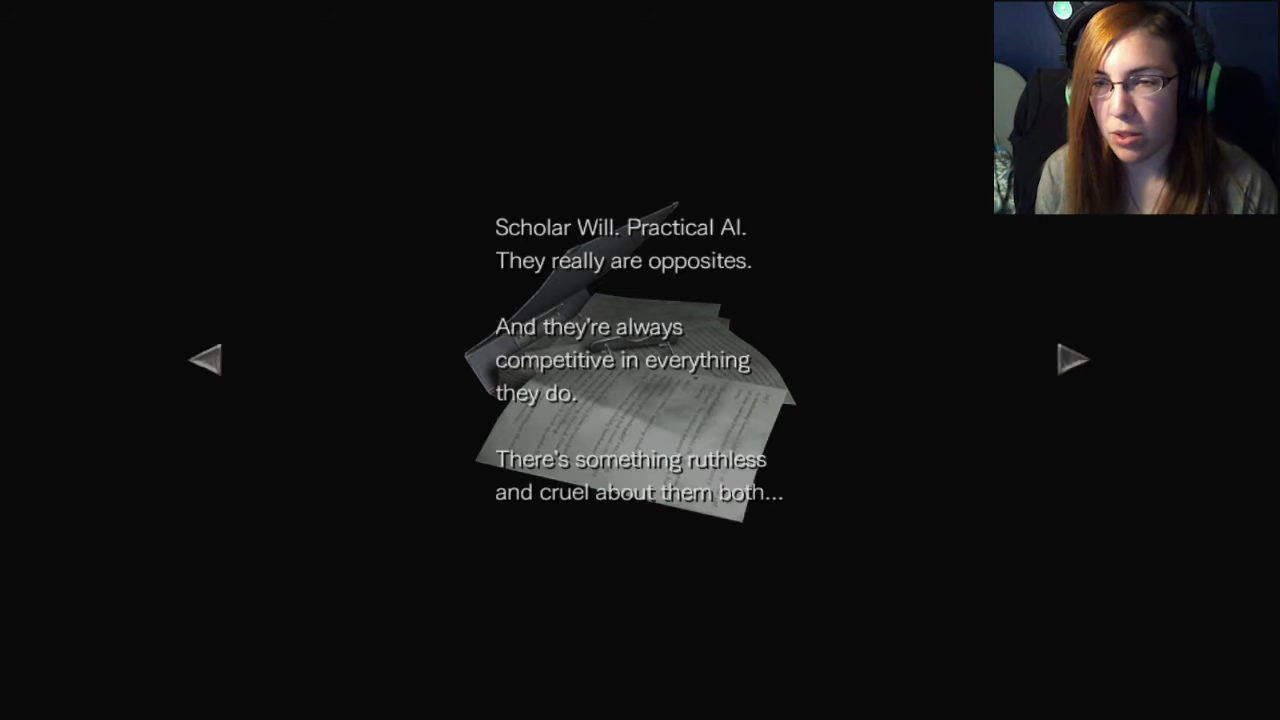 Scholar Will. Practical Al.
They really are opposites.
And they're always
competitive in everything
they do.
There's something ruthless
and cruel about them both...